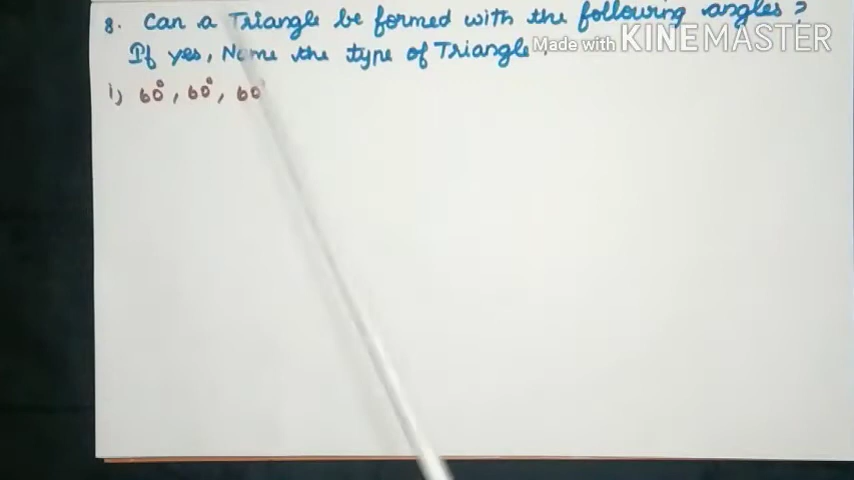 8. Can a Triangle be formed with the following angles?
If yes, Name the type of Triangle.
Made with KINEMASTER
i) 60°, 60°, 60°